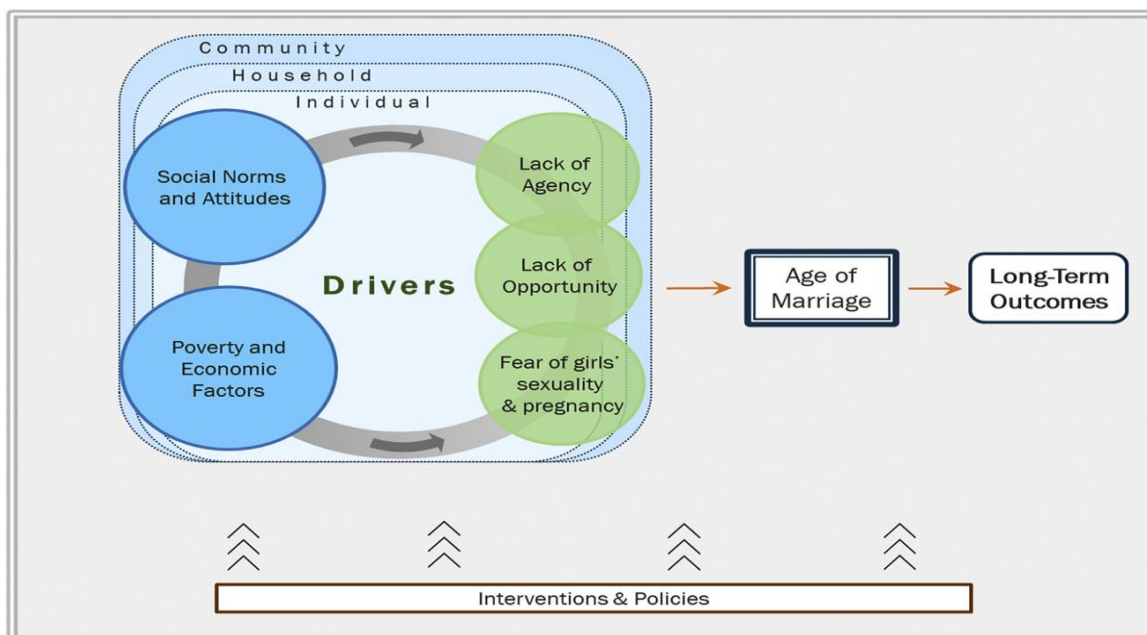 Community
Household
Individual
Social Norms
and Attitudes
Poverty and
Economic
Factors
Drivers
Lack of
Agency
Lack of
Opportunity
Fear of girls'
sexuality
& pregnancy
Age of
Marriage
Long-Term
Outcomes
Interventions & Policies